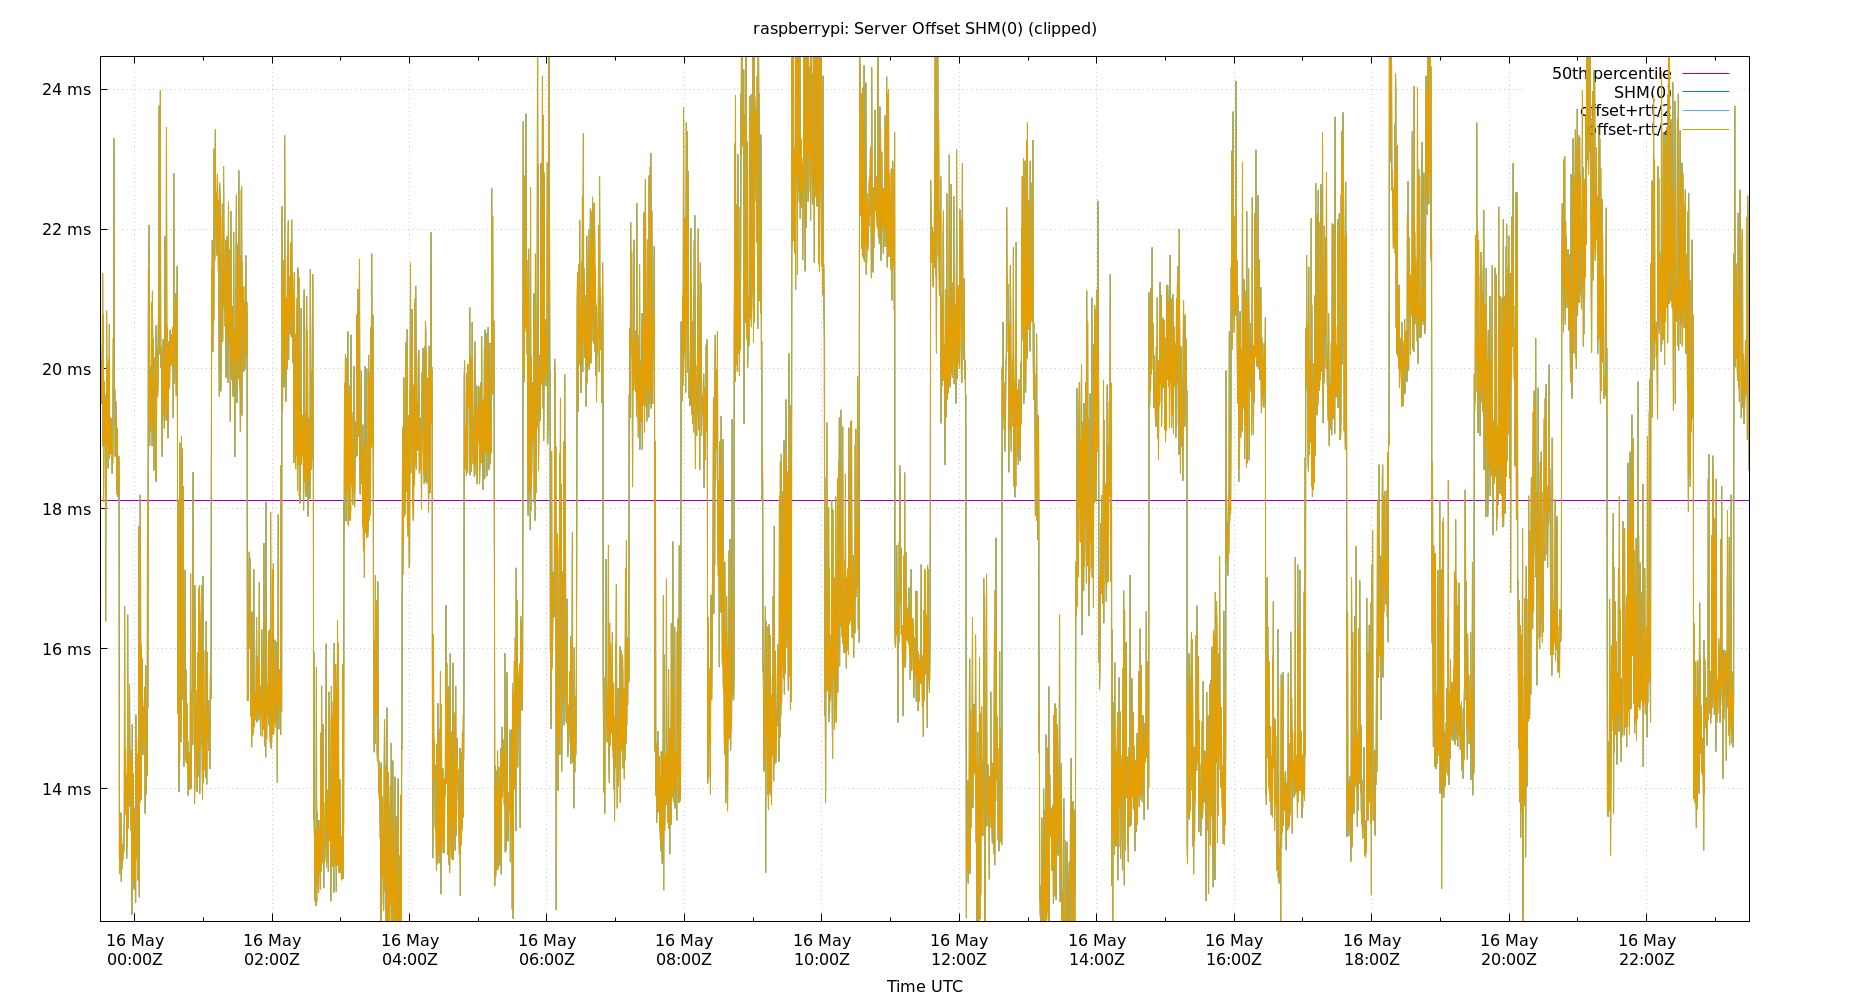 raspberrypi: Server Offset SHM(0) (clipped)
50th percentile
SHM(0)
offset+rtt/2
offset-rtt/2
24 ms
22 ms
20 ms
18 ms
16 ms
14 ms
16 May 16 May 16 May 16 May 16 May 16 May 16 May 16 May 16 May 16 May 16 May 16 May
00:00Z 02:00Z 04:00Z 06:00Z 08:00Z 10:00Z 12:00Z 14:00Z 16:00Z 18:00Z 20:00Z 22:00Z
Time UTC